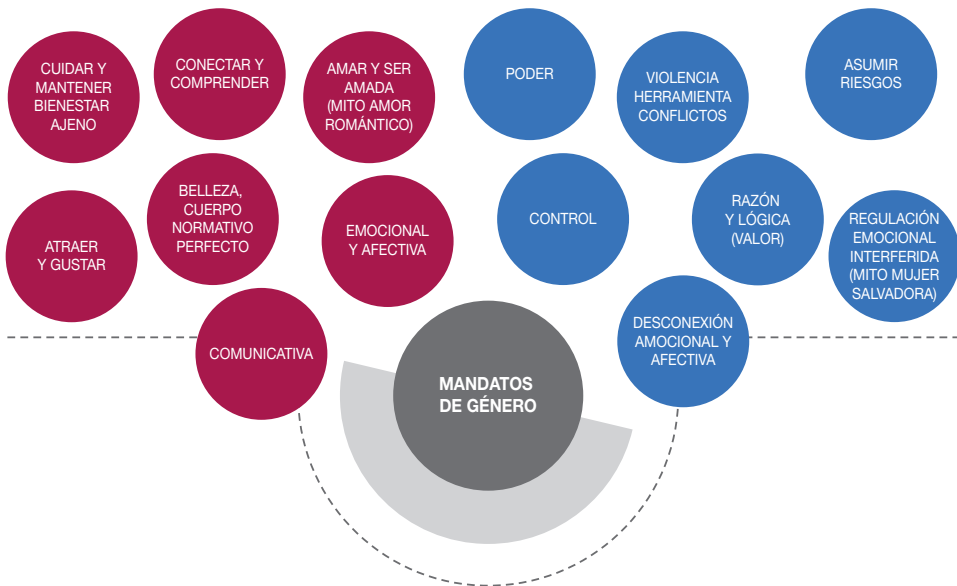 CUIDAR Y
MANTENER
BIENESTAR
AJENO
CONECTAR Y
COMPRENDER
AMAR Y SER
AMADA
(MITO AMOR
ROMÁNTICO)
PODER
VIOLENCIA
HERRAMIENTA
CONFLICTOS
ASUMIR
RIESGOS
ATRAER
Y GUSTAR
BELLEZA,
CUERPO
NORMATIVO
PERFECTO
EMOCIONAL
Y AFECTIVA
CONTROL
RAZÓN
Y LÓGICA
(VALOR)
REGULACIÓN
EMOCIONAL
INTERFERIDA
(MITO MUJER
SALVADORA)
COMUNICATIVA
DESCONEXIÓN
AMOCIONAL Y
AFECTIVA
MANDATOS
DE GÉNERO